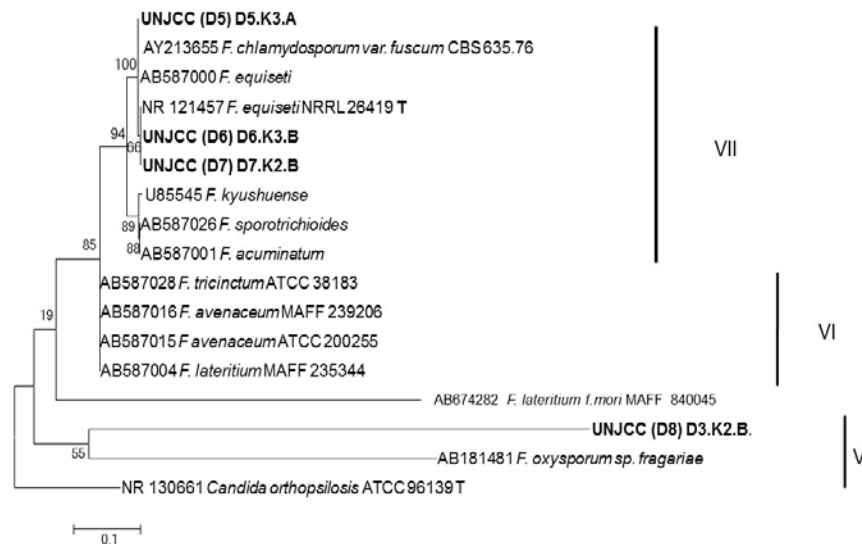 UNJCC (D5) D5.K3.A
AY213655 F. chlamydosporum var. fuscum CBS 635.76
100
AB587000 F. equiseti
NR 121457 F. equiseti NRRL 26419 T
94
66
UNJCC (D6) D6.K3.B
UNJCC (D7) D7.K2.B
VII
U85545 F. kyushuense
89
AB587026 F. sporotrichioides
88
AB587001 F. acuminatum
85
AB587028 F. tricinctum ATCC 38183
AB587016 F. avenaceum MAFF 239206
19
AB587015 F avenaceum ATCC 200255
VI
AB587004 F. lateritium MAFF 235344
AB674282 F. lateritium f.mori MAFF 840045
UNJCC (D8) D3.K2.B.
55
AB181481 F. oxysporum sp. fragariae
V
NR 130661 Candida orthopsilosis ATCC 96139 T
0.1